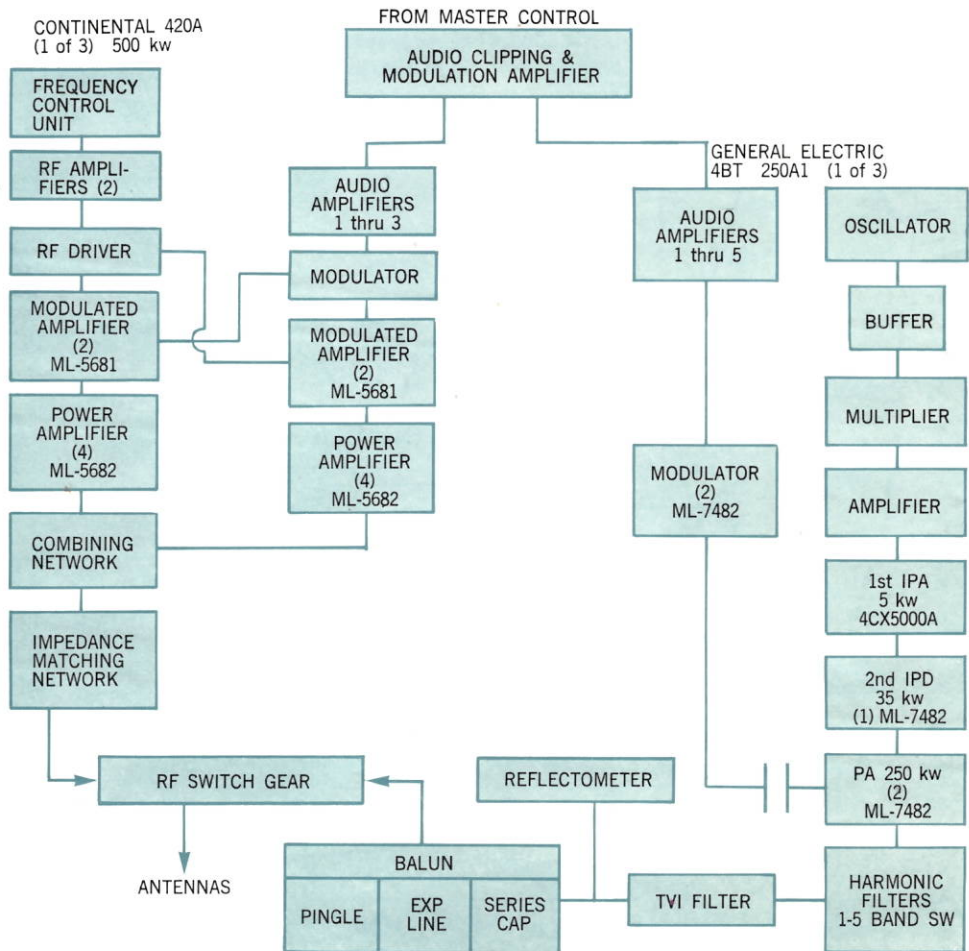 CONTINENTAL 420A
(1 of 3) 500 kw
FREQUENCY
CONTROL
UNIT
RF AMPLI-
FIERS (2)
RF DRIVER
MODULATED
AMPLIFIER
(2)
ML-5681
POWER
AMPLIFIER
(4)
ML-5682
COMBINING
NETWORK
IMPEDANCE
MATCHING
NETWORK
FROM MASTER CONTROL
AUDIO CLIPPING &
MODULATION AMPLIFIER
AUDIO
AMPLIFIERS
1 thru 3
MODULATOR
MODULATED
AMPLIFIER
(2)
ML-5681
POWER
AMPLIFIER
(4)
ML-5682
GENERAL ELECTRIC
4BT 250A1 (1 of 3)
AUDIO
AMPLIFIERS
1 thru 5
MODULATOR
(2)
ML-7482
OSCILLATOR
BUFFER
MULTIPLIER
AMPLIFIER
1st IPA
5 kw
4CX5000A
2nd IPD
35 kw
(1) ML-7482
PA 250 kw
(2)
ML-7482
HARMONIC
FILTERS
1-5 BAND SW
TVI FILTER
REFLECTOMETER
BALUN
PINGLE
EXP
LINE
SERIES
CAP
RF SWITCH GEAR
ANTENNAS